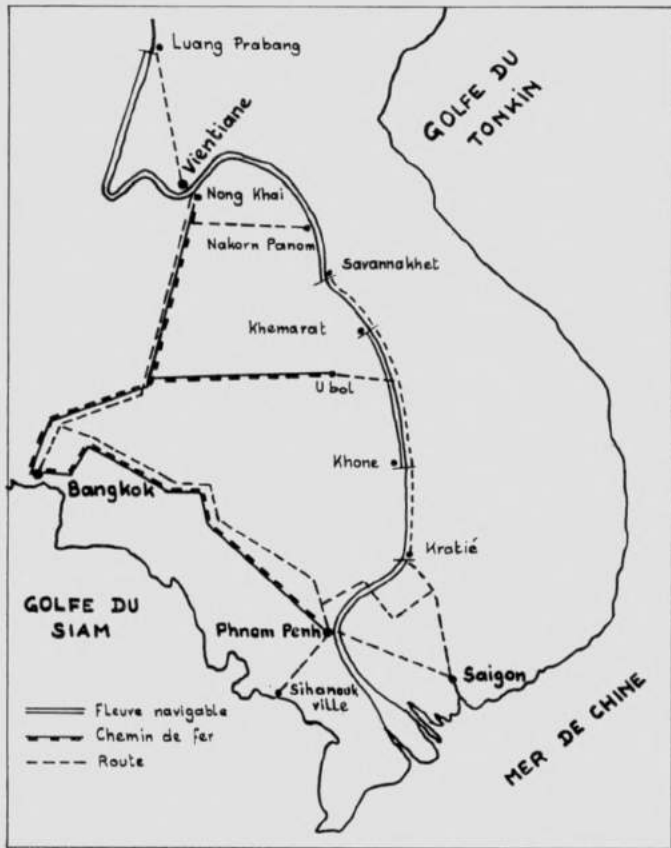 Luang Prabang
GOLFE DU
TONKIN
Vientiane
Nong Khai
Nakorn Panom
Savannakhet
Khemarat
Ubol
Khone
Bangkok
Kratié
GOLFE DU
SIAM
Phnom Penh
Saigon
Sihanouk
ville
MER DE CHINE
Fleuve navigable
Chemin de fer
Route